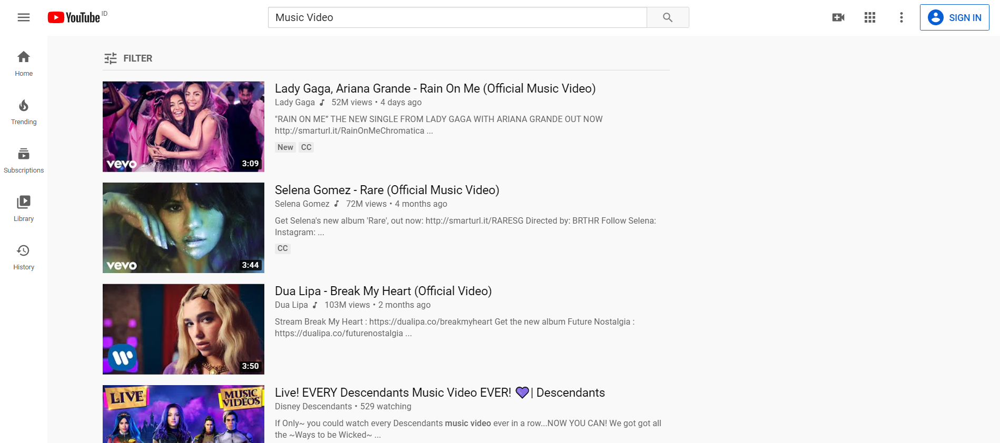 YouTube ID
Music Video
SIGN IN
Home
Trending
Subscriptions
Library
History
FILTER
vevo
3:09
Lady Gaga, Ariana Grande - Rain On Me (Official Music Video)
Lady Gaga 52M views • 4 days ago
"RAIN ON ME” THE NEW SINGLE FROM LADY GAGA WITH ARIANA GRANDE OUT NOW
http://smarturl.it/RainOnMeChromatica ...
New CC
vevo
3:44
Selena Gomez - Rare (Official Music Video)
Selena Gomez 72M views • 4 months ago
Get Selena's new album 'Rare', out now: http://smarturl.it/RARESG Directed by: BRTHR Follow Selena:
Instagram: ...
CC
3:50
Dua Lipa - Break My Heart (Official Video)
Dua Lipa 103M views • 2 months ago
Stream Break My Heart : https://dualipa.co/breakmyheart Get the new album Future Nostalgia :
https://dualipa.co/futurenostalgia ...
LIVE
MUSIC
VIDEOS
Live! EVERY Descendants Music Video EVER! 💜| Descendants
Disney Descendants • 529 watching
If Only~ you could watch every Descendants music video ever in a row...NOW YOU CAN! We got got all
the ~Ways to be Wicked~ ...